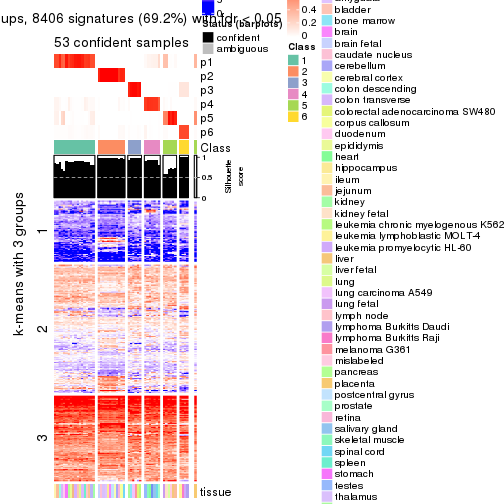 ups, 8406 signatures (69.2%) with fdr < 0.05
53 confident samples
p1
p2
p3
p4
p5
p6
Class
1
0.5
0
Silhouette
score
k-means with 3 groups
1
2
3
tissue
0
Status (barplots)
confident
ambiguous
0.4
0.2
0
Class
1
2
3
4
5
6
bladder
bone marrow
brain
brain fetal
caudate nucleus
cerebellum
cerebral cortex
colon descending
colon transverse
colorectal adenocarcinoma SW480
corpus callosum
duodenum
epididymis
heart
hippocampus
ileum
jejunum
kidney
kidney fetal
leukemia chronic myelogenous K562
leukemia lymphoblastic MOLT-4
leukemia promyelocytic HL-60
liver
liver fetal
lung
lung carcinoma A549
lung fetal
lymph node
lymphoma Burkitts Daudi
lymphoma Burkitts Raji
melanoma G361
mislabeled
pancreas
placenta
postcentral gyrus
prostate
retina
salivary gland
skeletal muscle
spinal cord
spleen
stomach
testes
thalamus